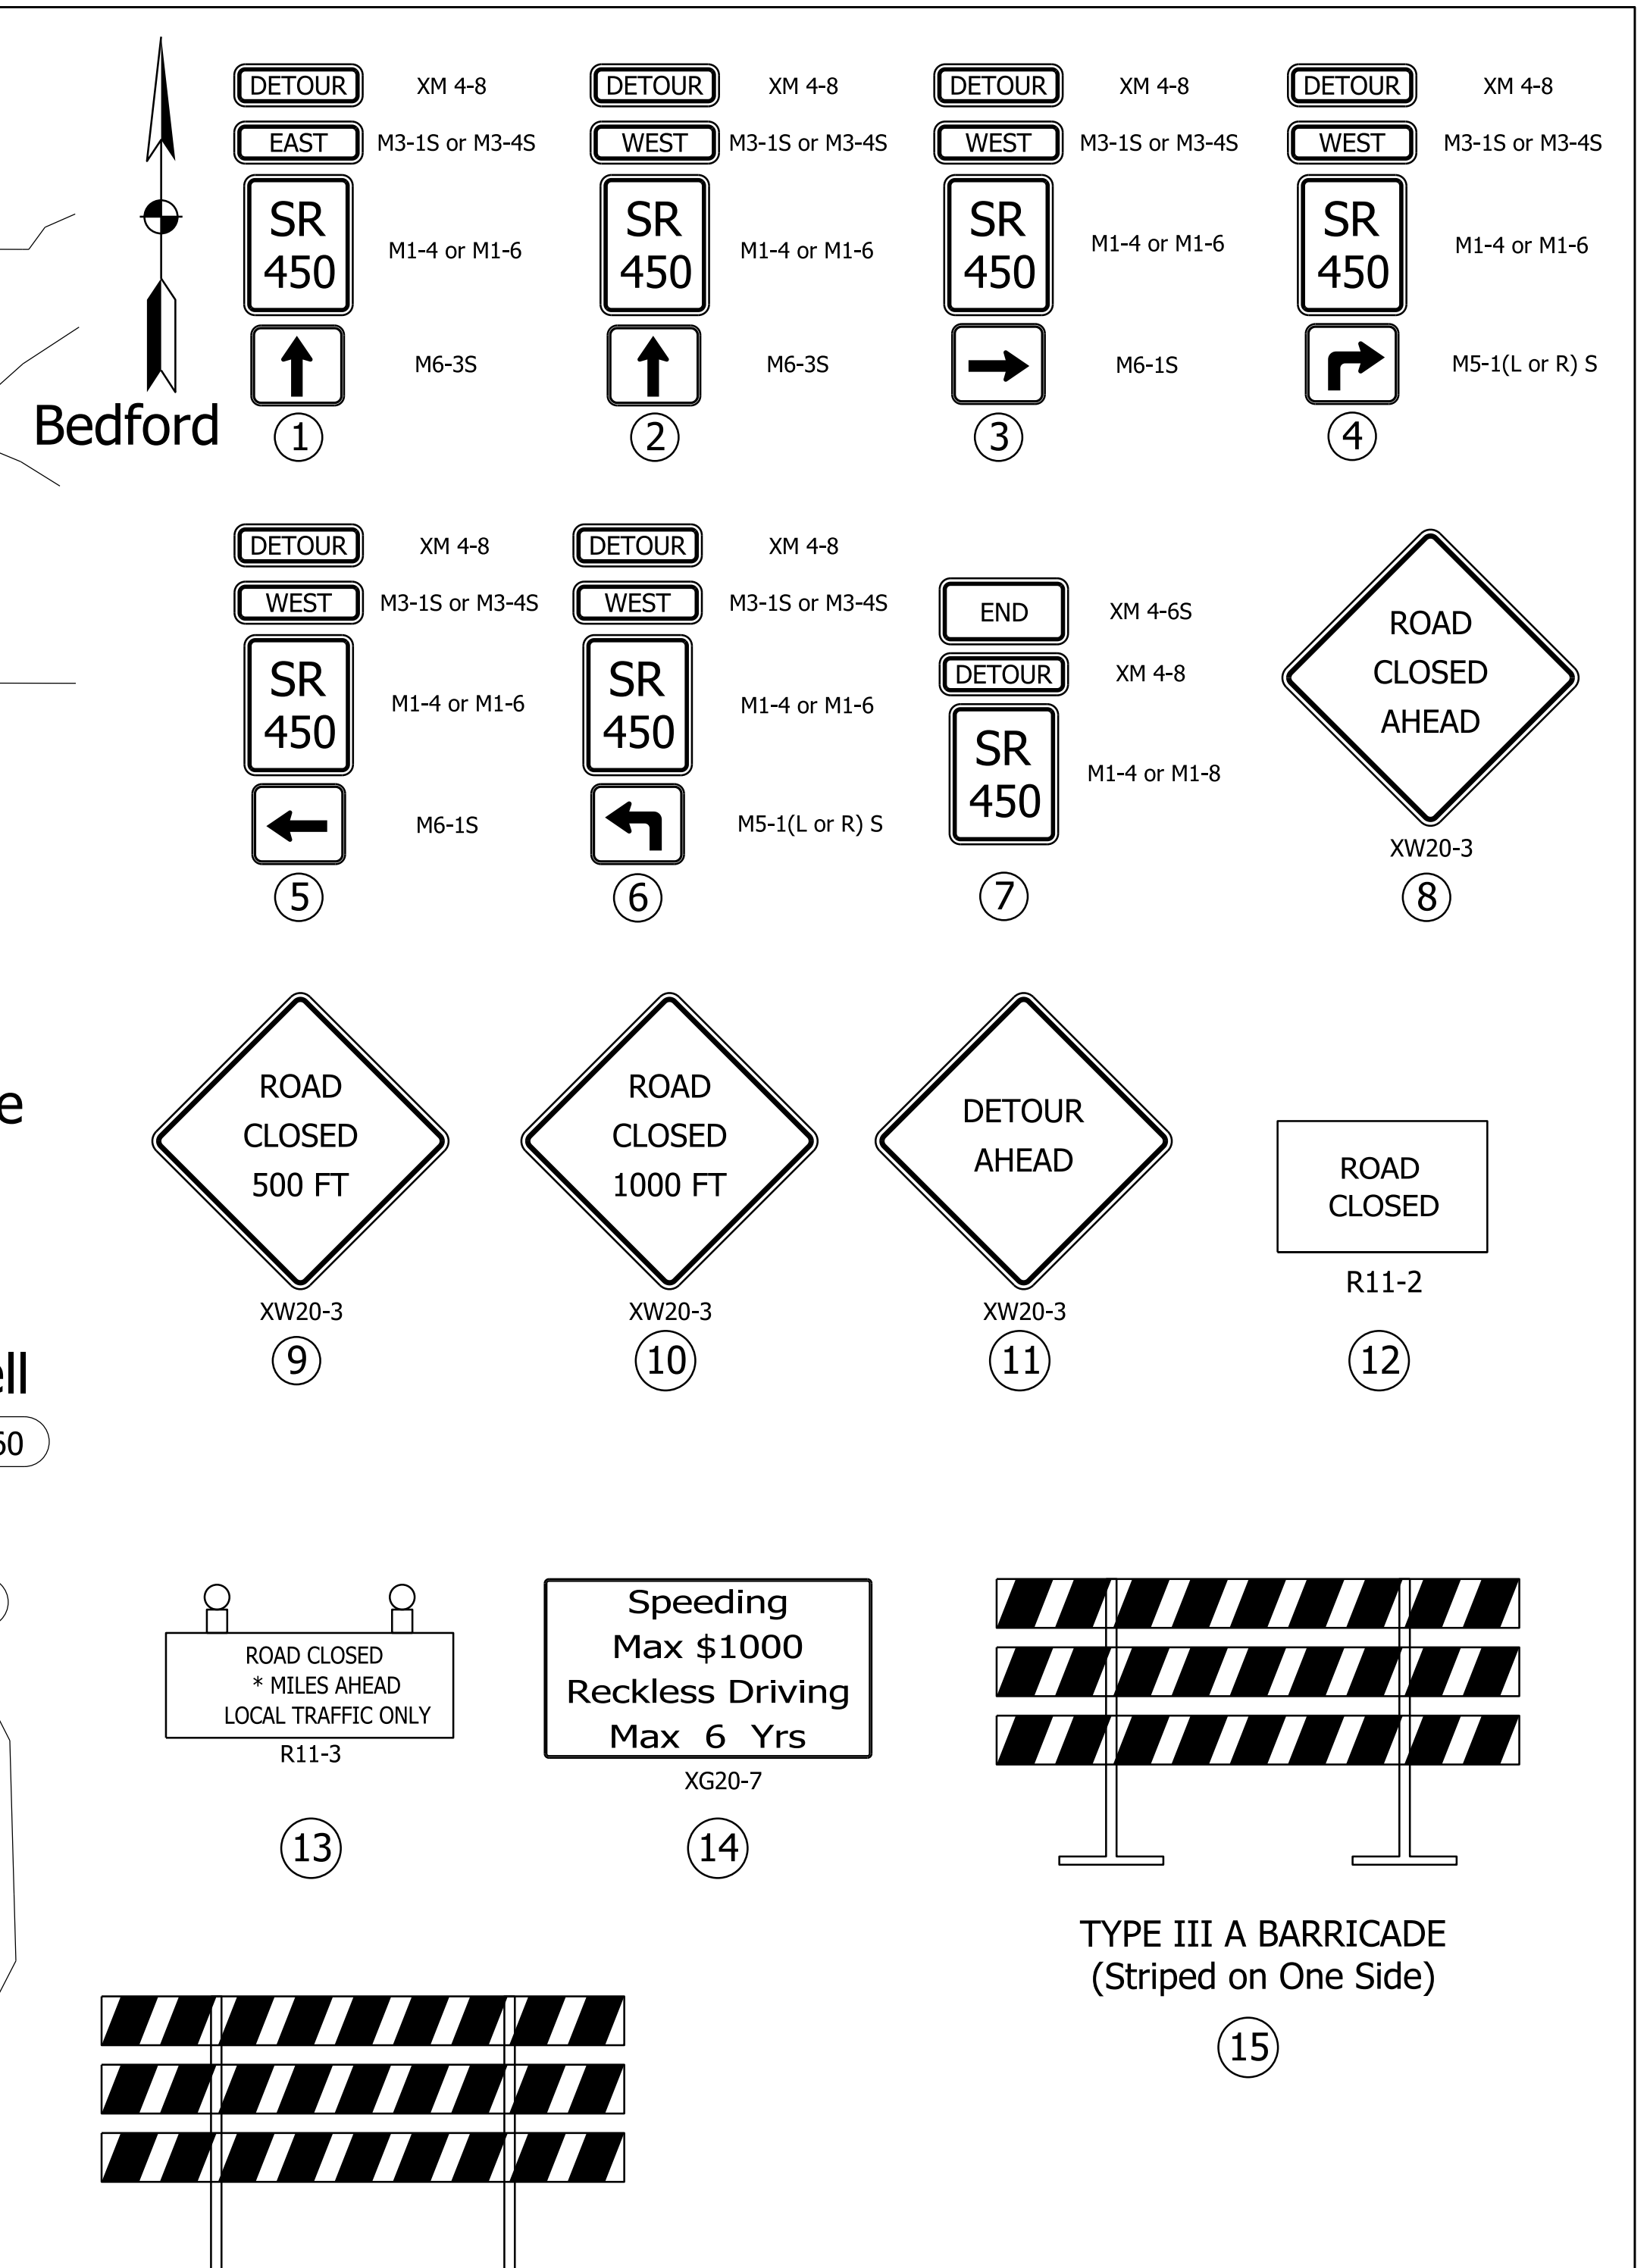 DETOUR XM 4-8
EAST M3-1S or M3-4S
SR
450 M1-4 or M1-6
M6-3S
1
DETOUR XM 4-8
WEST M3-1S or M3-4S
SR
450 M1-4 or M1-6
M6-3S
2
DETOUR XM 4-8
WEST M3-1S or M3-4S
SR
450 M1-4 or M1-6
M6-1S
3
DETOUR XM 4-8
WEST M3-1S or M3-4S
SR
450 M1-4 or M1-6
M5-1(L or R) S
4
Bedford
DETOUR XM 4-8
WEST M3-1S or M3-4S
SR
450 M1-4 or M1-6
M6-1S
5
DETOUR XM 4-8
WEST M3-1S or M3-4S
SR
450 M1-4 or M1-6
M5-1(L or R) S
6
END XM 4-6S
DETOUR XM 4-8
SR
450 M1-4 or M1-8
7
ROAD
CLOSED
AHEAD
XW20-3
8
ROAD
CLOSED
500 FT
XW20-3
9
ROAD
CLOSED
1000 FT
XW20-3
10
DETOUR
AHEAD
XW20-3
11
ROAD
CLOSED
R11-2
12
ROAD CLOSED
* MILES AHEAD
LOCAL TRAFFIC ONLY
R11-3
13
Speeding
Max $1000
Reckless Driving
Max 6 Yrs
XG20-7
14
TYPE III A BARRICADE
(Striped on One Side)
15